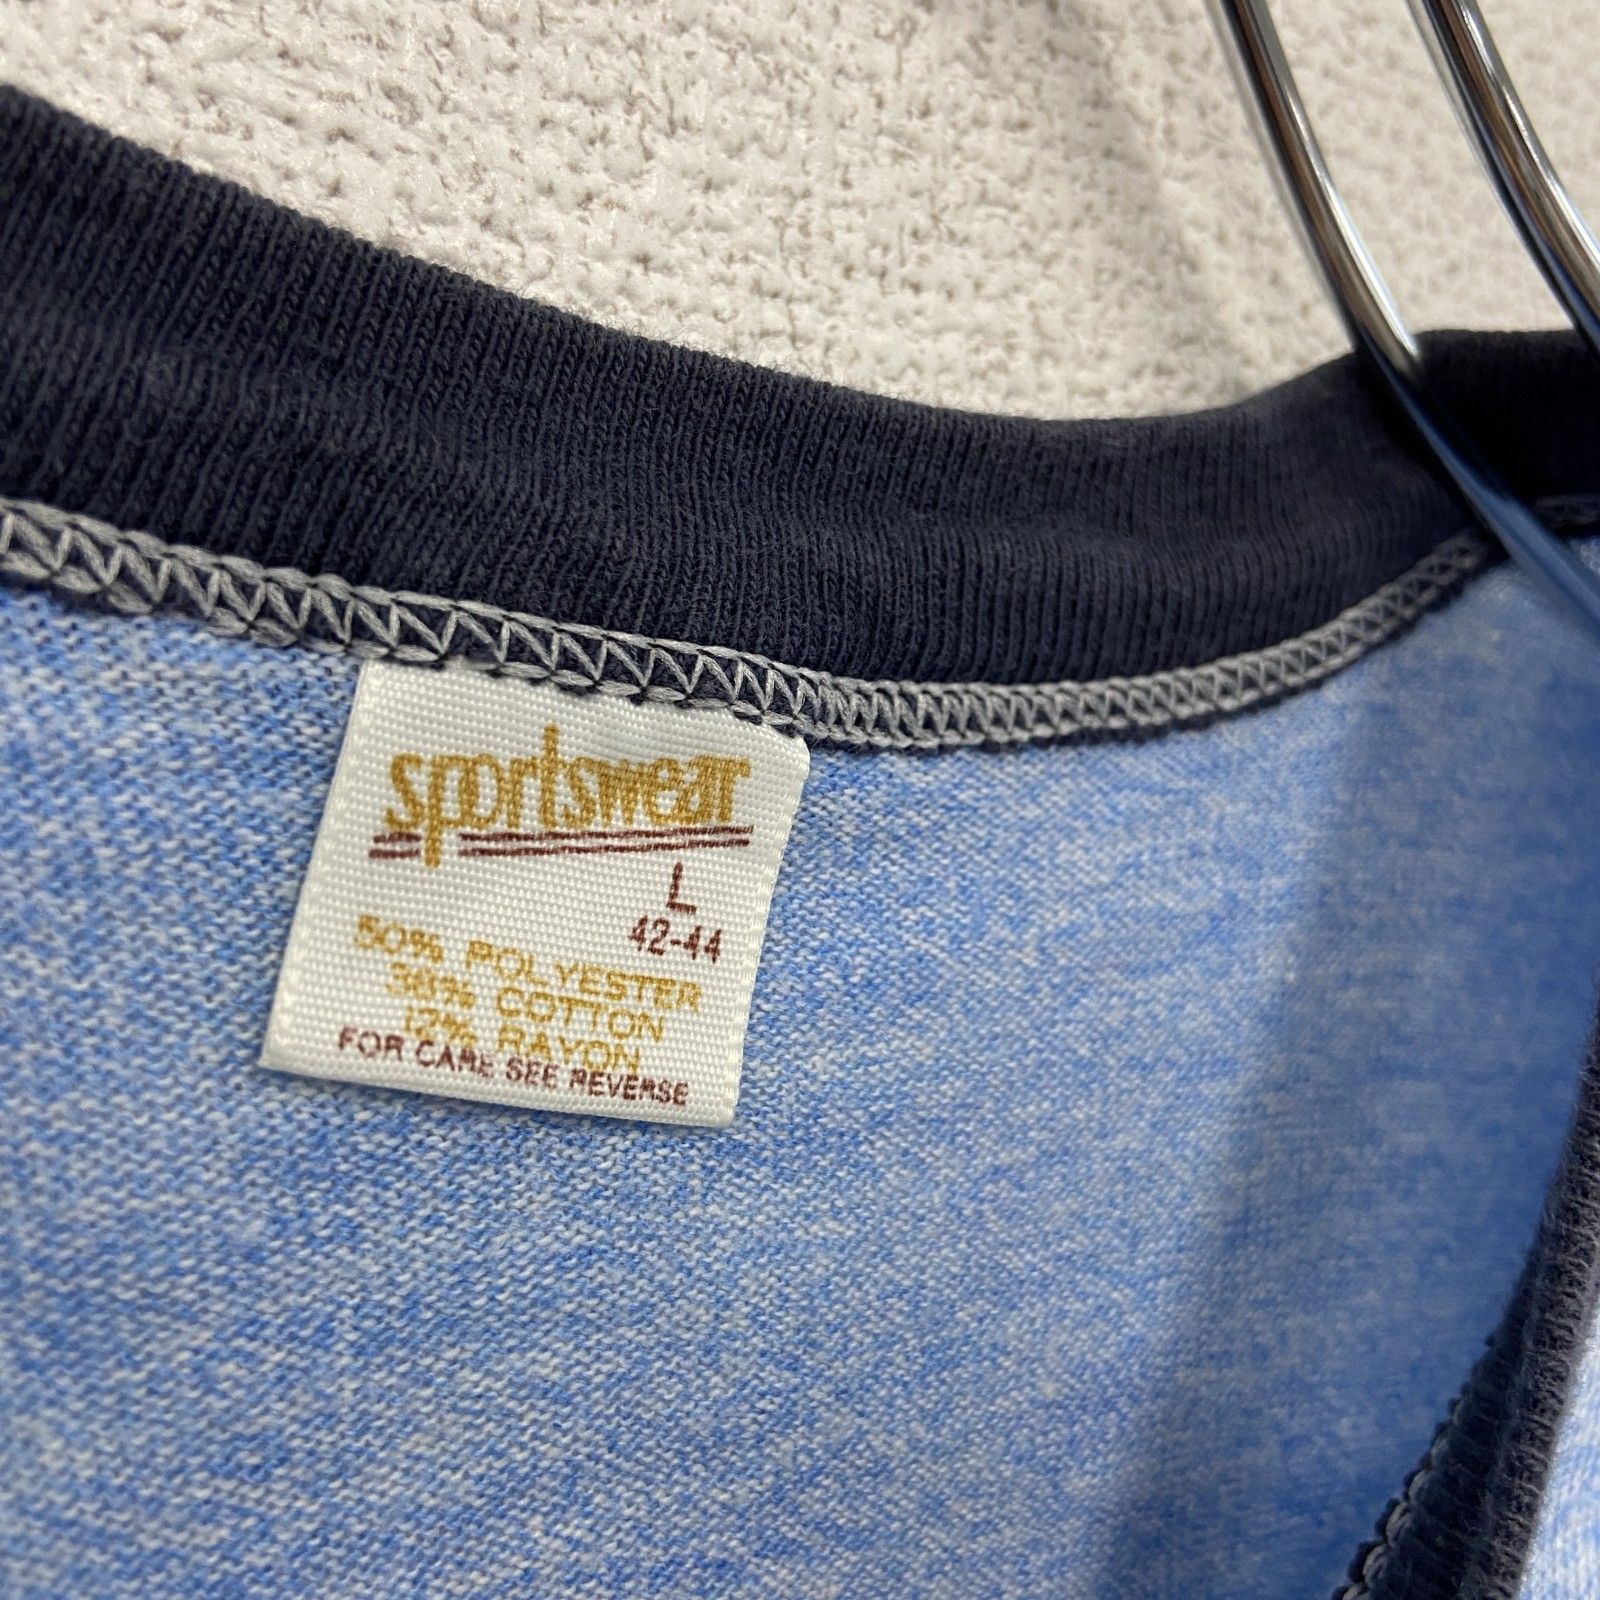 sportswear
L
42-44
50% POLYESTER
38% COTTON
12% RAYON
FOR CARE SEE REVERSE